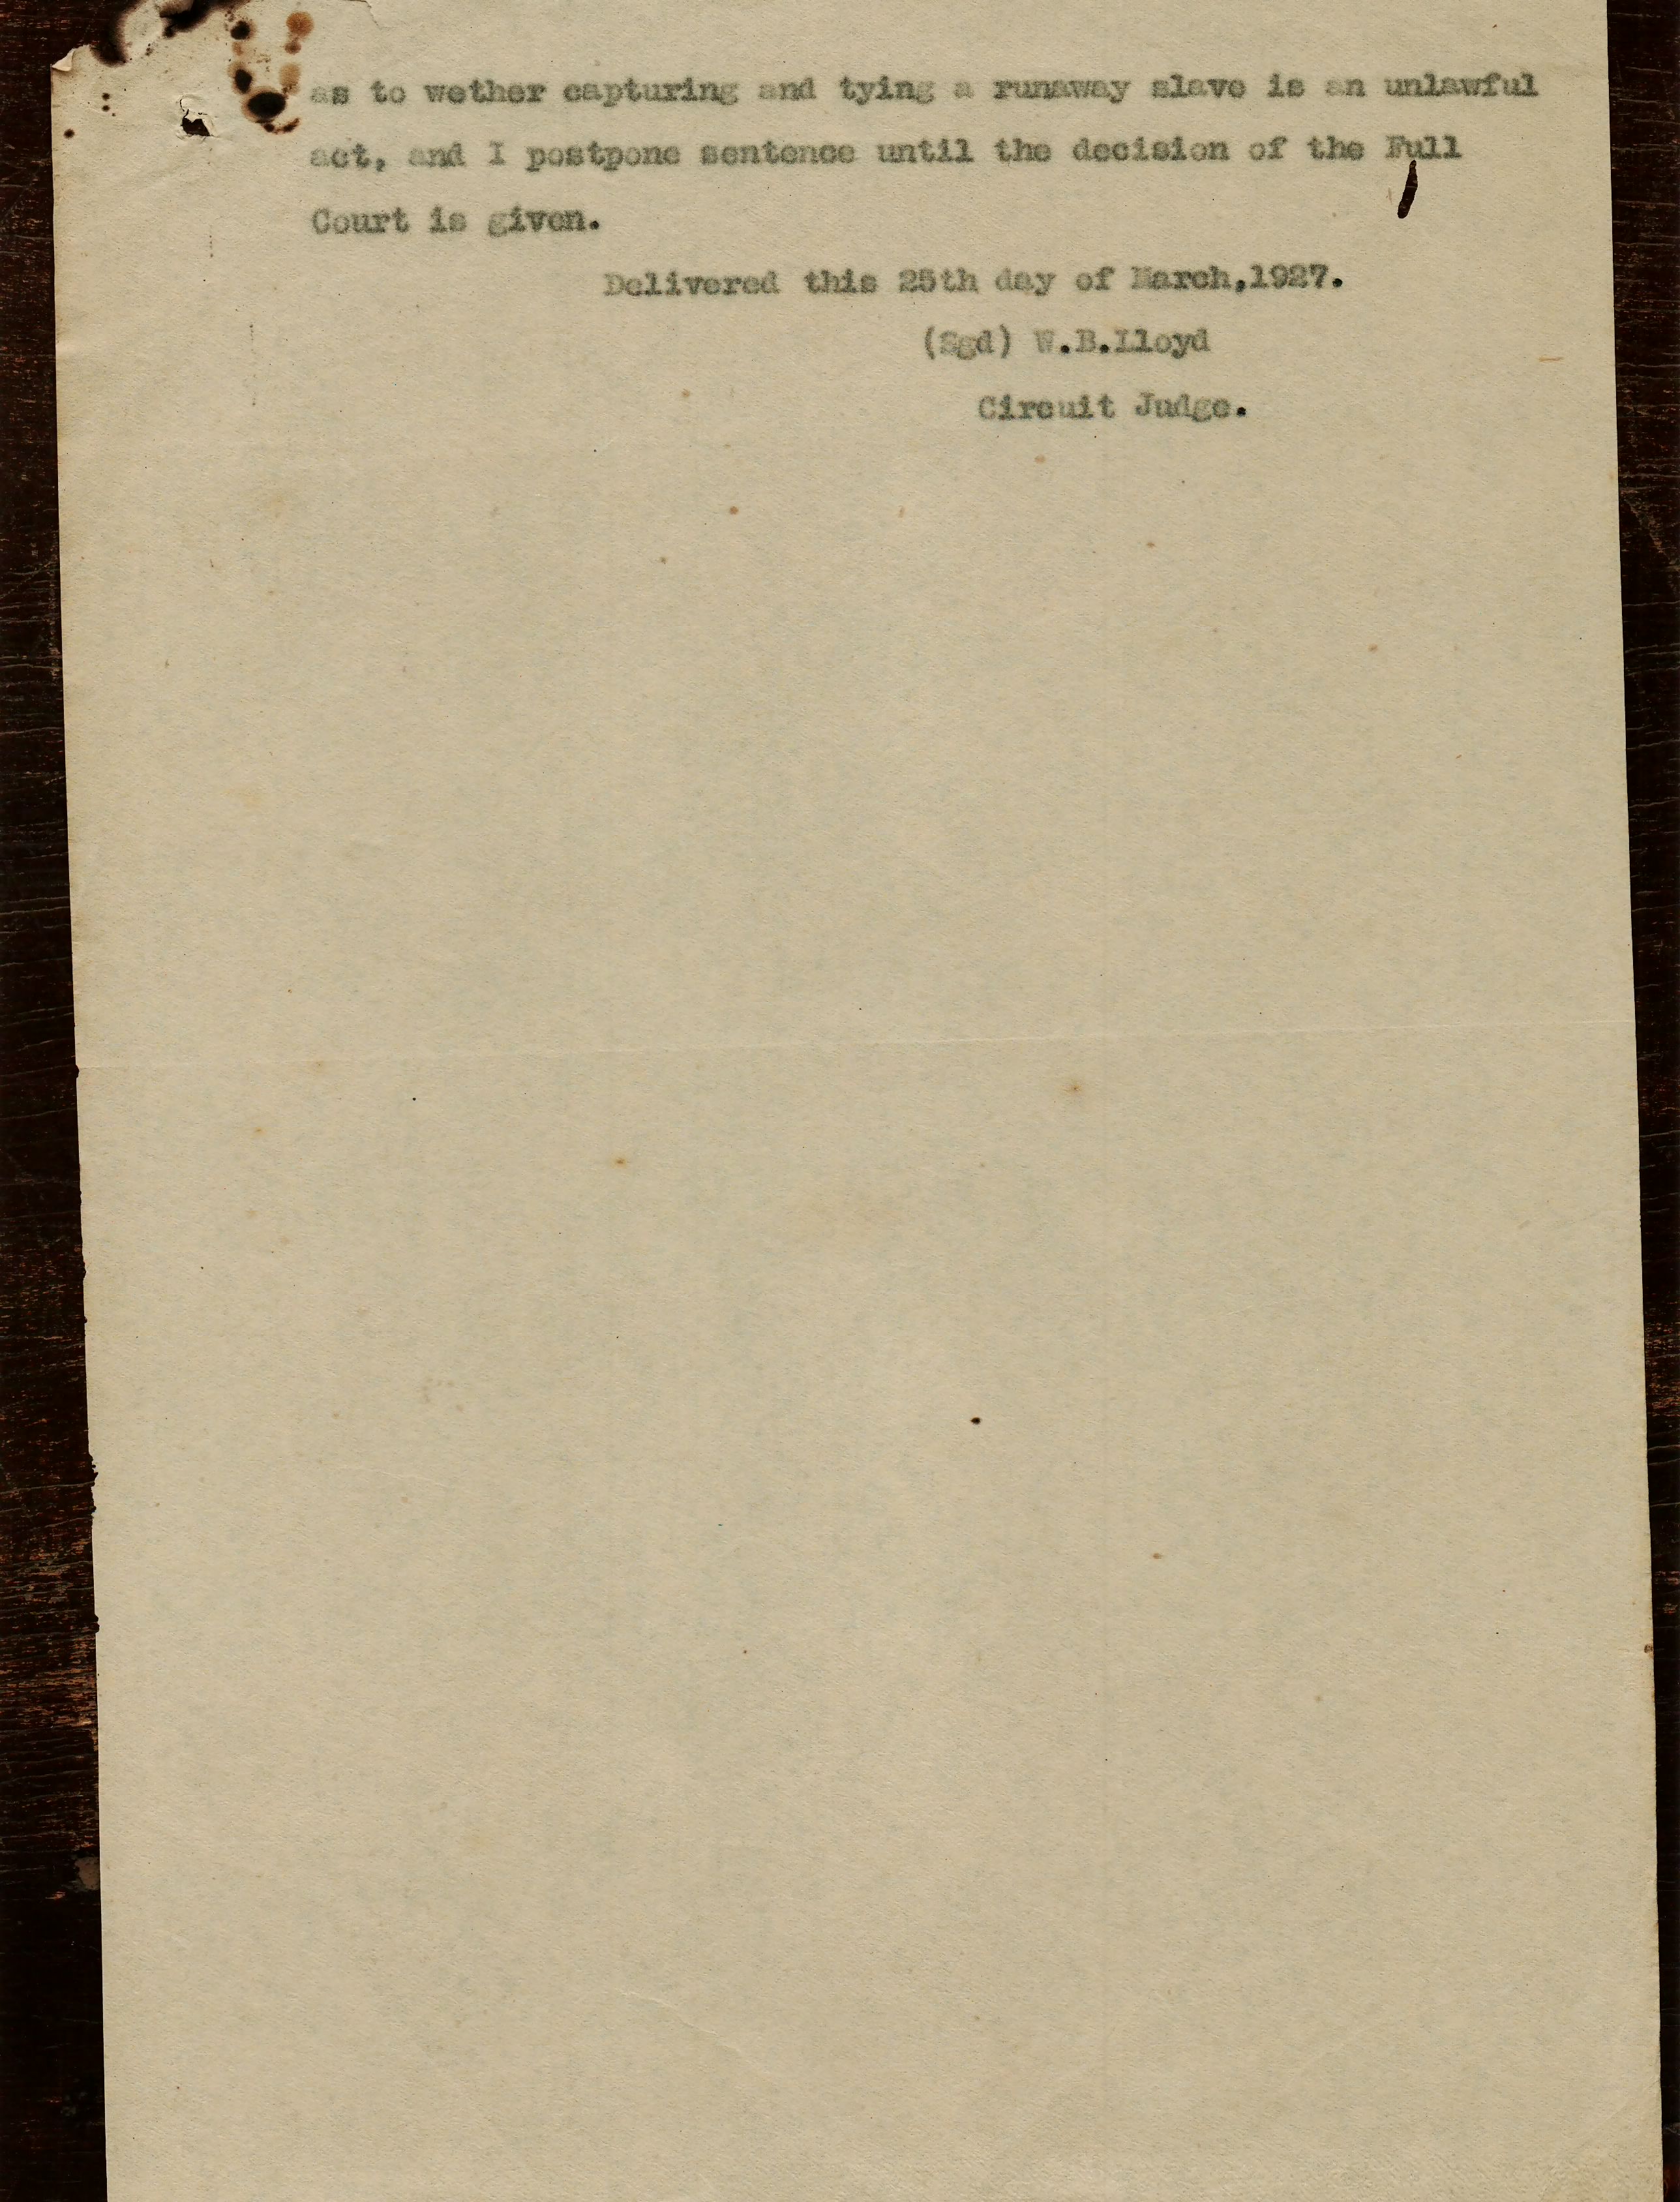 as to wether capturing and tying a runaway slave is an unlawful
act, and I postpone sentence until the decision of the Full
Court is given.
Delivered this 25th day of March,1927.
(Sgd) W.B.Lloyd
Circuit Judge.